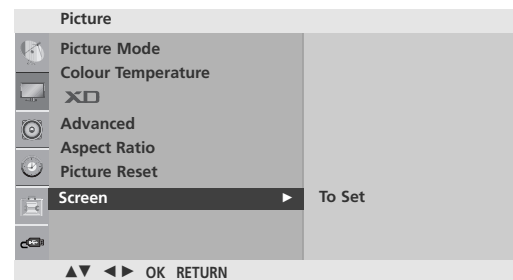 Picture
Picture Mode
Colour Temperature
XD
Advanced
Aspect Ratio
Picture Reset
Screen ► To Set
▲▼ ◄► OK RETURN